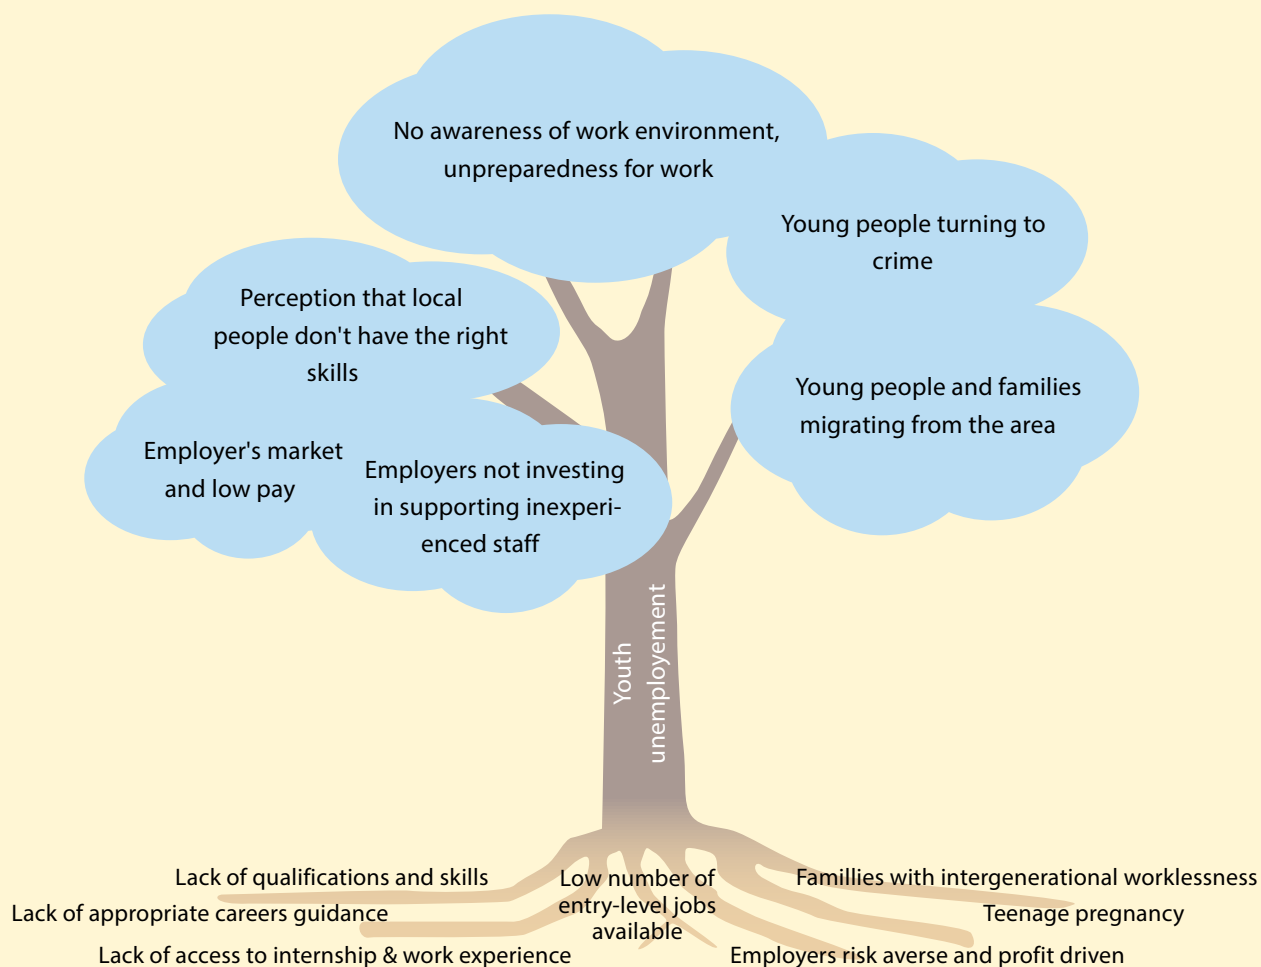 No awareness of work environment,
unpreparedness for work
Young people turning to
crime
Perception that local
people don't have the right
skills
Young people and families
migrating from the area
Employer's market
and low pay
Employers not investing
in supporting inexperi-
enced staff
Youth
unemployement
Lack of qualifications and skills
Lack of appropriate careers guidance
Lack of access to internship & work experience
Low number of
entry-level jobs
available
Famillies with intergenerational worklessness
Teenage pregnancy
Employers risk averse and profit driven